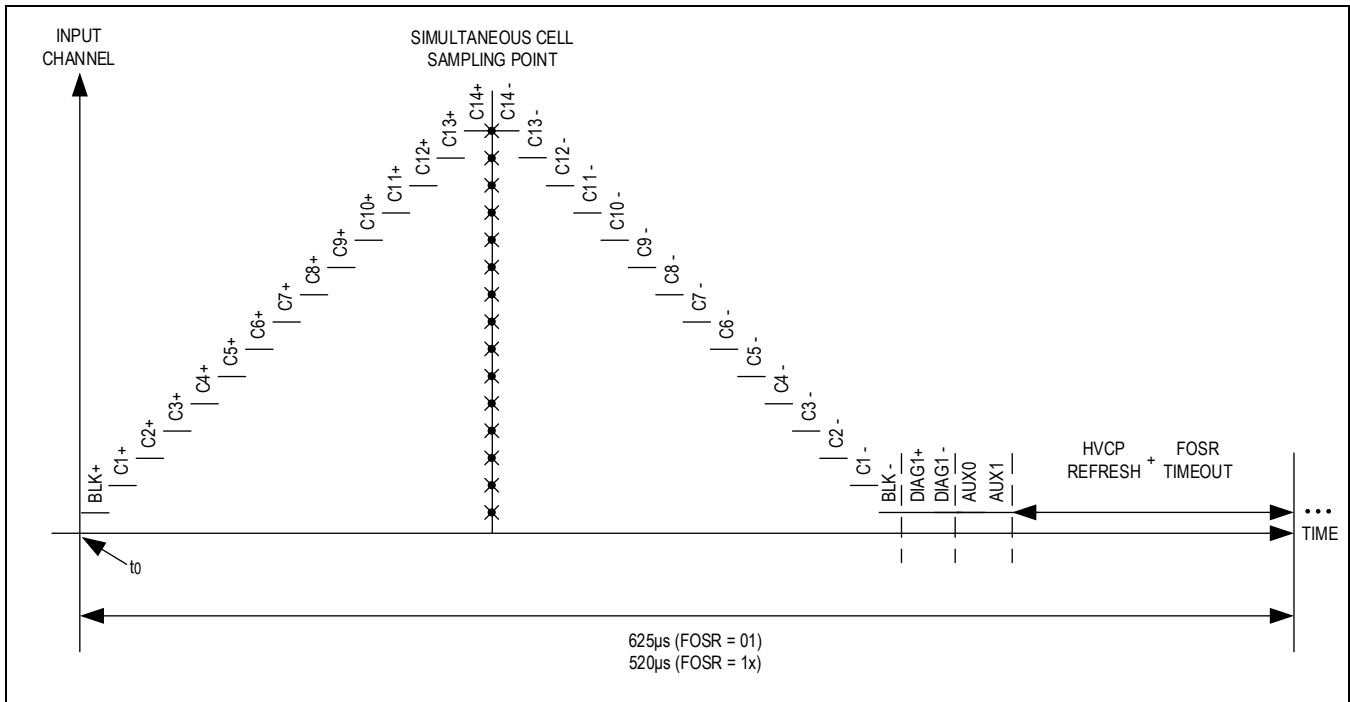 INPUT
CHANNEL
SIMULTANEOUS CELL
SAMPLING POINT
BLK+
C1+
C2+
C3+
C4+
C5+
C6+
C7+
C8+
C9+
C10+
C11+
C12+
C13+
C14+
C14-
C13-
C12-
C11-
C10-
C9-
C8-
C7-
C6-
C5-
C4-
C3-
C2-
C1-
BLK-
DIAG1+
DIAG1-
AUX0
AUX1
HVCP
REFRESH
+
FOSR
TIMEOUT
•••
TIME
t0
625µs (FOSR = 01)
520µs (FOSR = 1x)